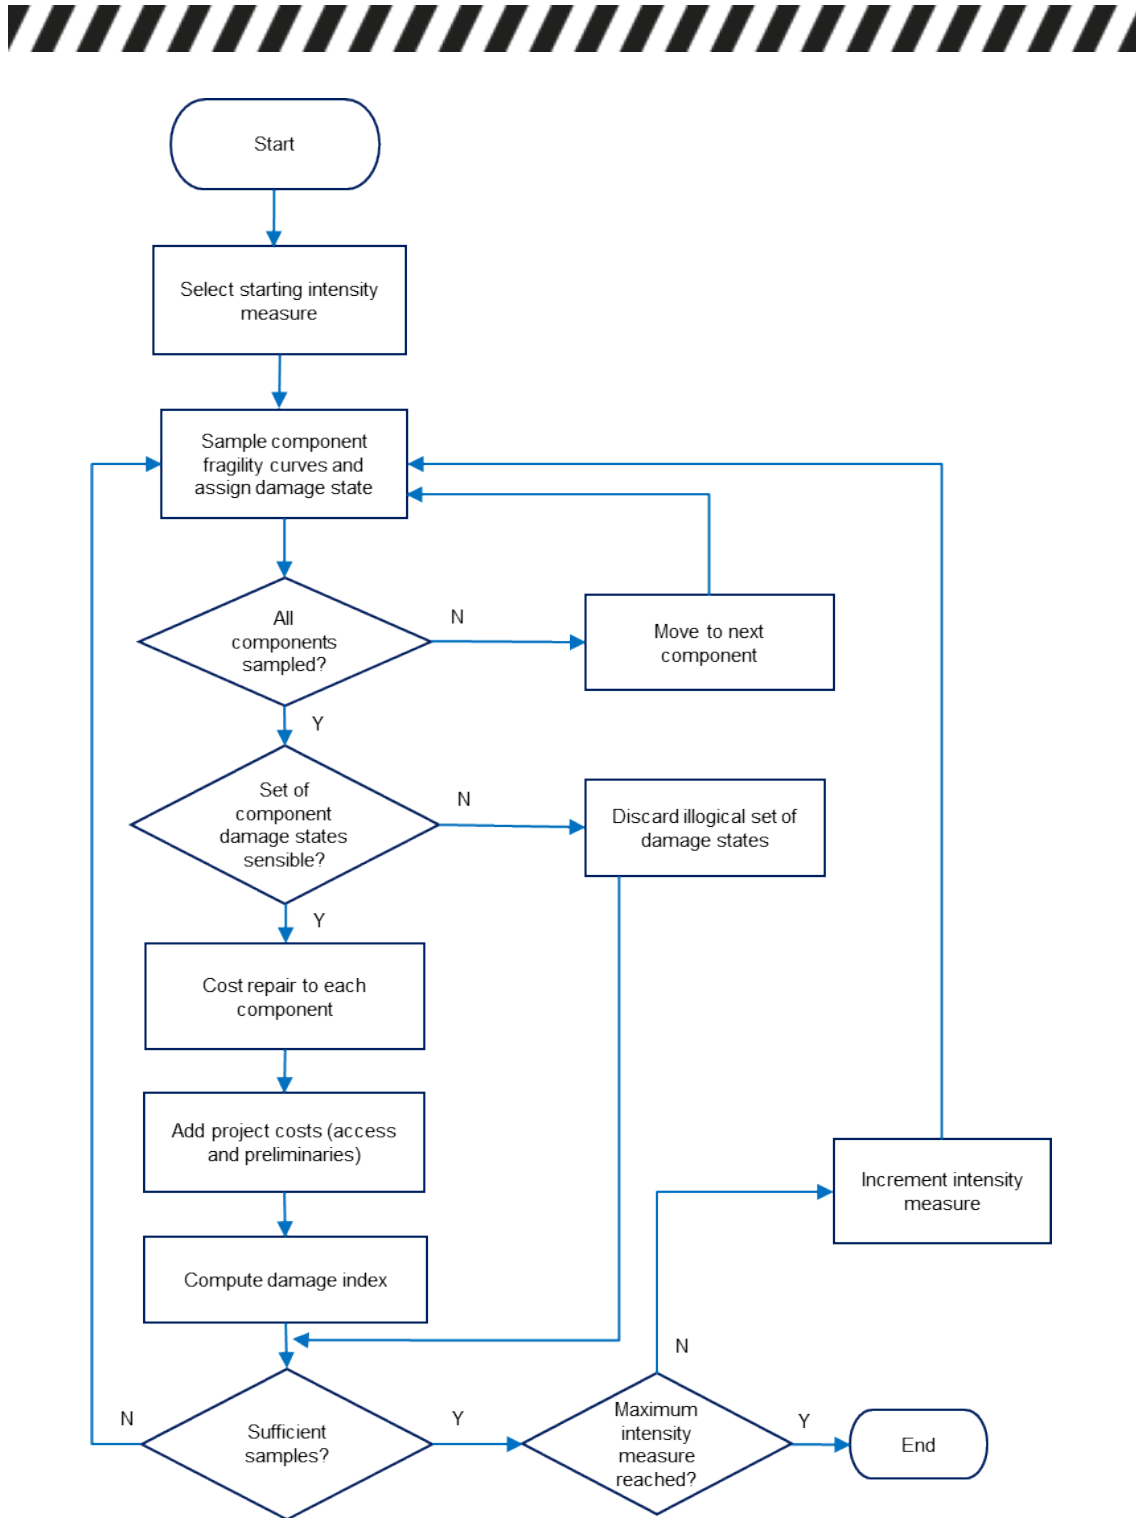 Start
Select starting intensity
measure
Sample component
fragility curves and
assign damage state
All
components
sampled?
N
Move to next
component
Y
Set of
component
damage states
sensible?
N
Discard illogical set of
damage states
Y
Cost repair to each
component
Add project costs (access
and preliminaries)
Increment intensity
measure
Compute damage index
N
N
Sufficient
samples?
Y
Maximum
intensity
measure
reached?
Y
End